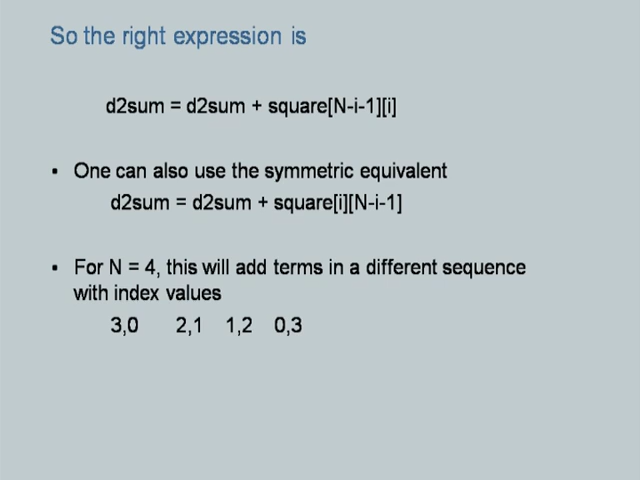 So the right expression is
d2sum = d2sum + square[N-i-1][i]
• One can also use the symmetric equivalent
d2sum = d2sum + square[i][N-i-1]
• For N = 4, this will add terms in a different sequence
with index values
3,0 2,1 1,2 0,3